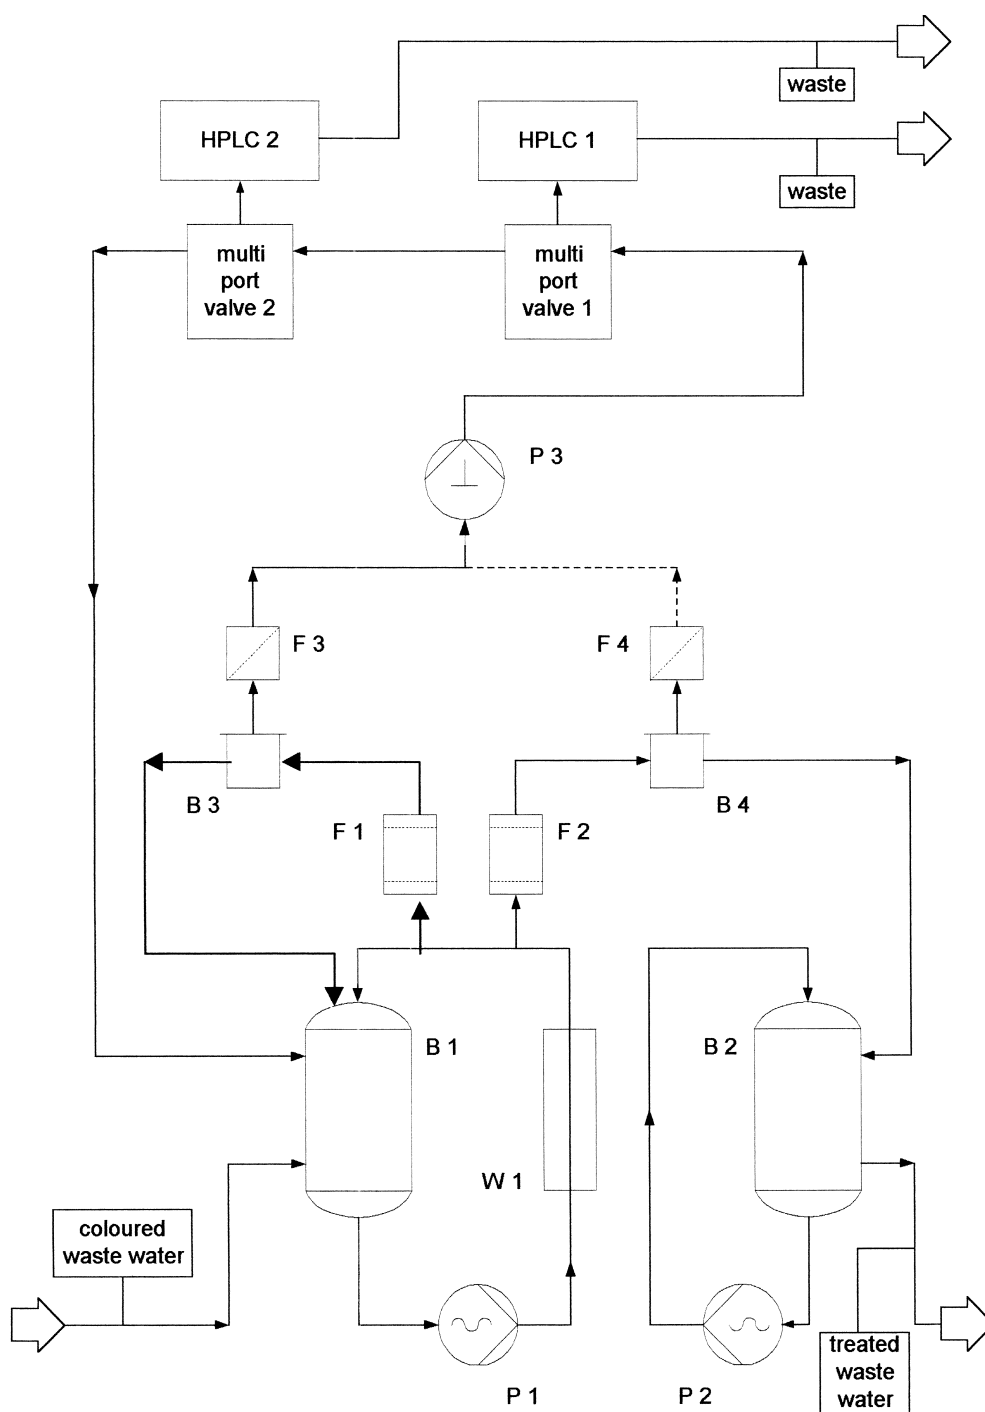 waste
HPLC 2
HPLC 1
waste
multi
port
valve 2
multi
port
valve 1
P 3
F 3
F 4
B 3
B 4
F 1
F 2
B 1
B 2
W 1
coloured
waste water
treated
waste
water
P 1
P 2